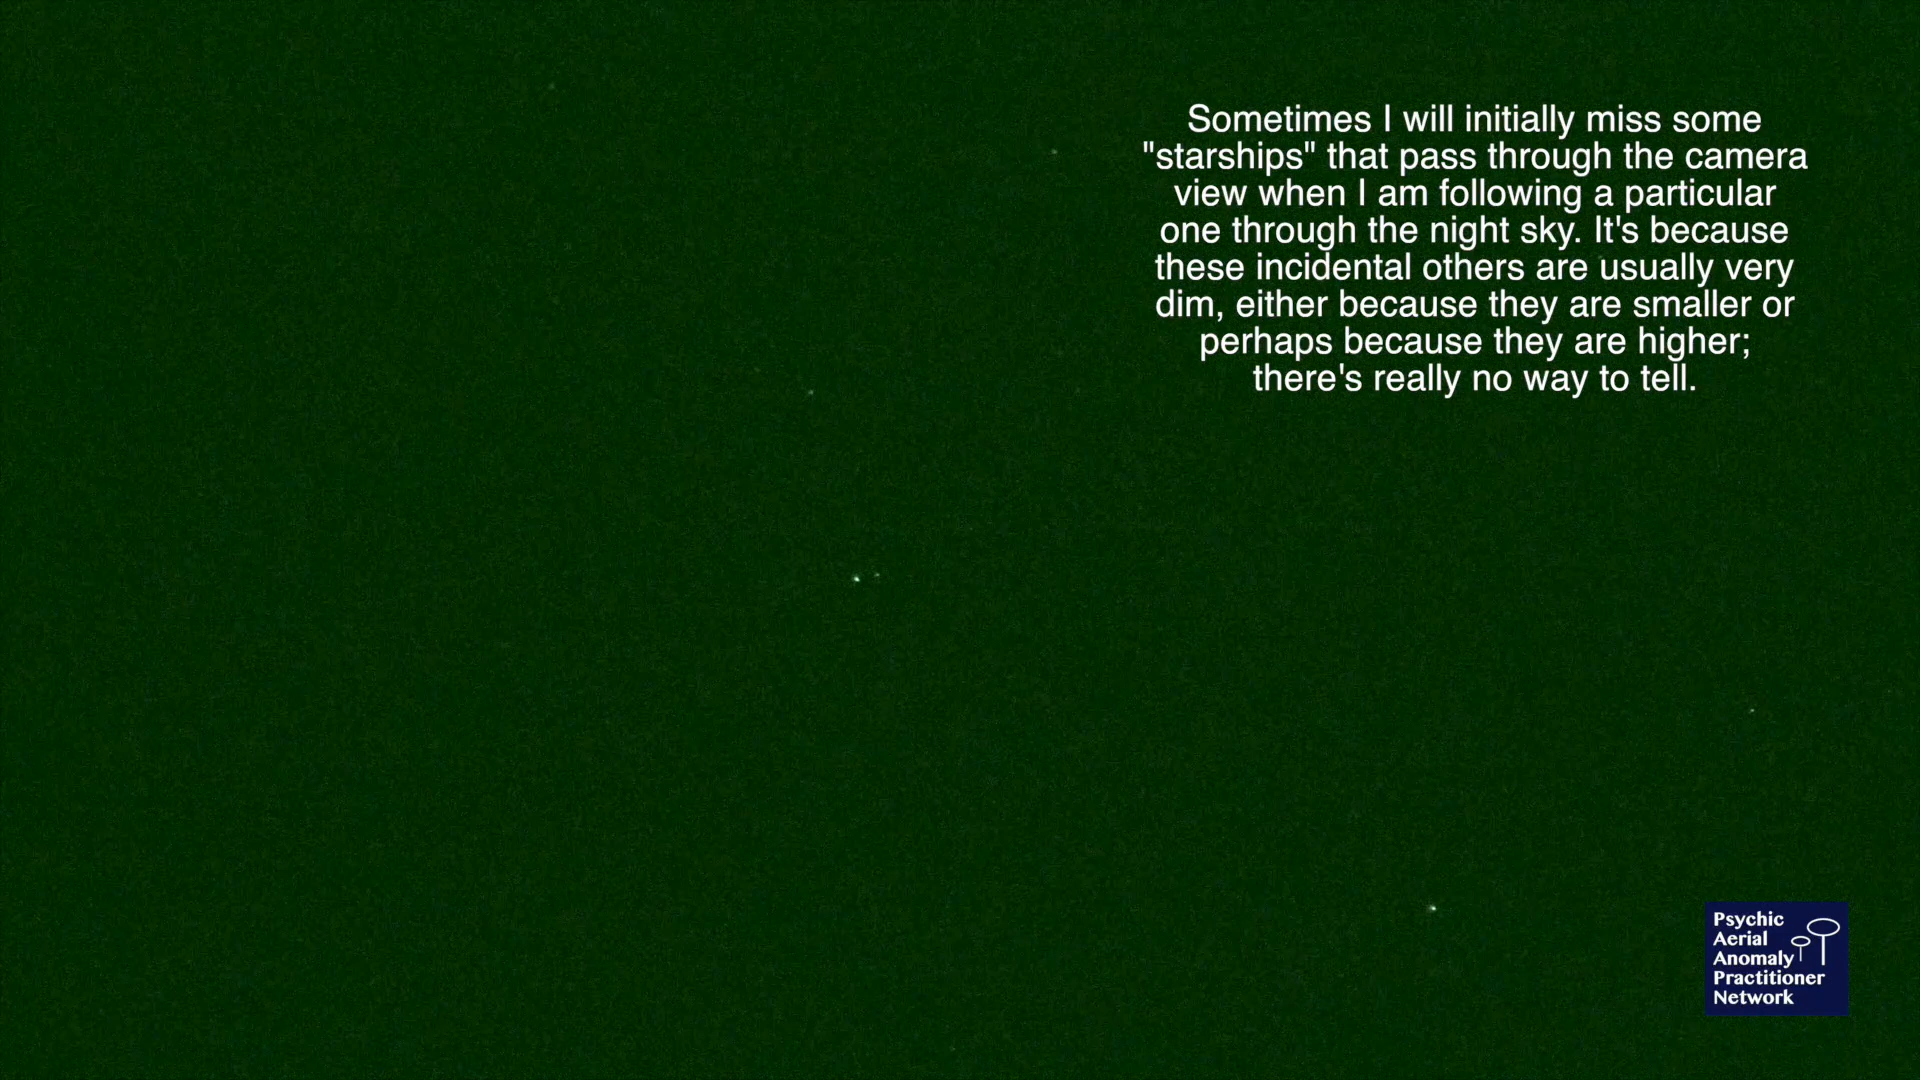 Sometimes I will initially miss some
"starships" that pass through the camera
view when I am following a particular
one through the night sky. It's because
these incidental others are usually very
dim, either because they are smaller or
perhaps because they are higher;
there's really no way to tell.
Psychic
Aerial
Anomaly
Practitioner
Network